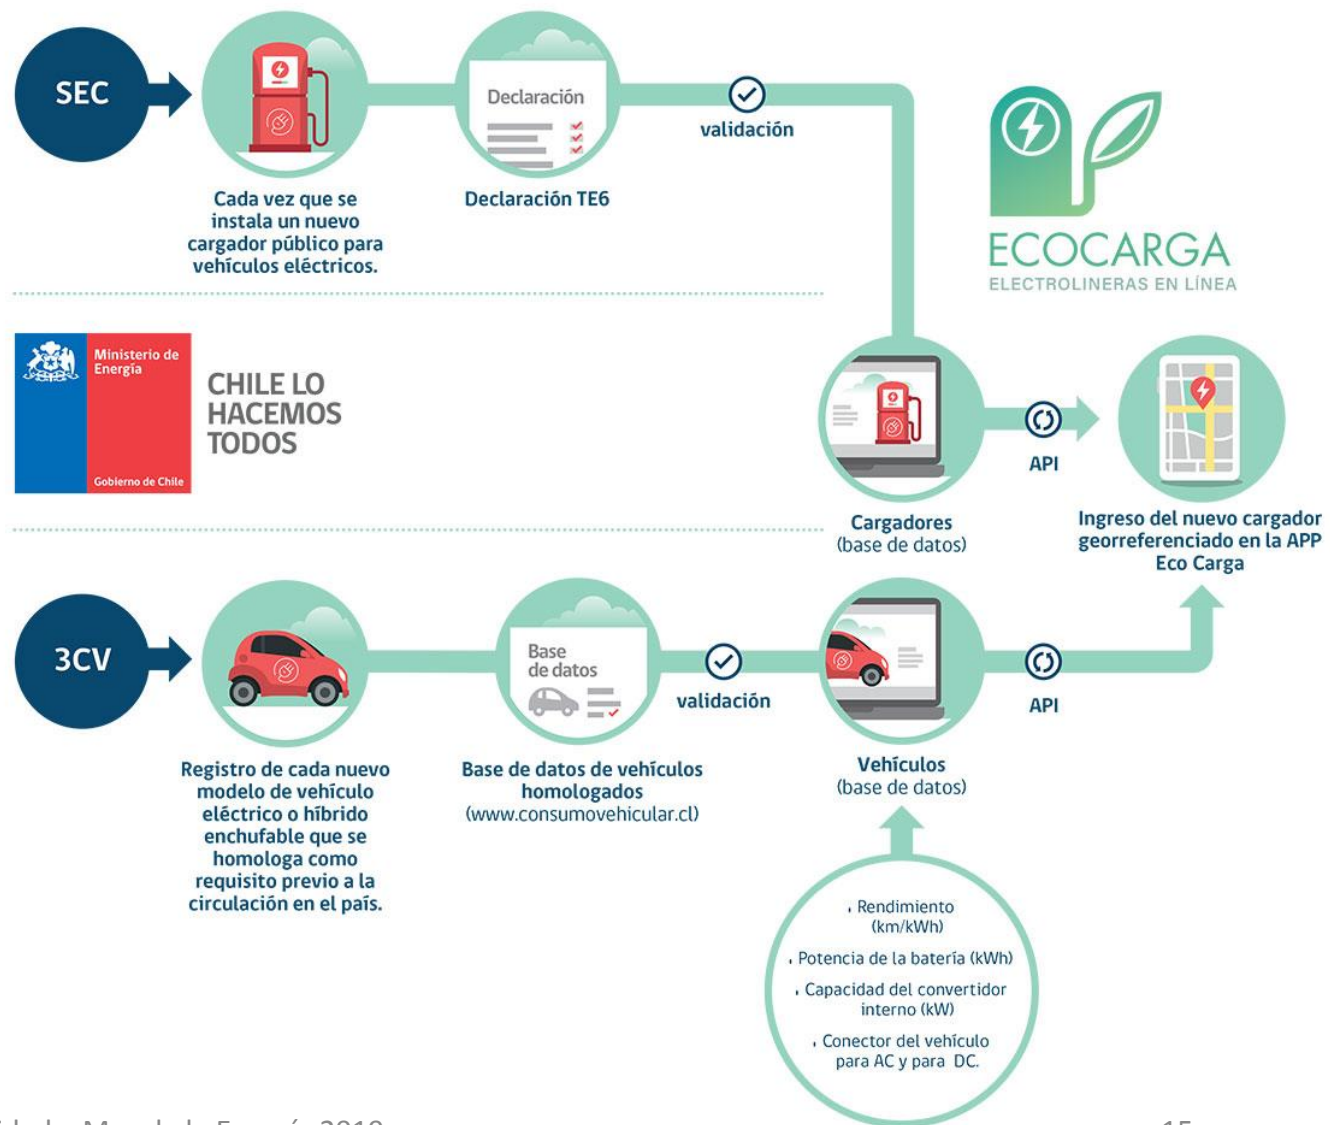 SEC
Declaración
validación
Cada vez que se
instala un nuevo
cargador público para
vehículos eléctricos.
Declaración TE6
ECOCARGA
ELECTROLINERAS EN LÍNEA
Ministerio de
Energía
Gobierno de Chile
CHILE LO
HACEMOS
TODOS
API
Cargadores
(base de datos)
Ingreso del nuevo cargador
georreferenciado en la APP
Eco Carga
3CV
Base
de datos
validación
API
Registro de cada nuevo
modelo de vehículo
eléctrico o híbrido
enchufable que se
homologa como
requisito previo a la
circulación en el país.
Base de datos de vehículos
homologados
(www.consumovehicular.cl)
Vehículos
(base de datos)
Rendimiento
(km/kWh)
Potencia de la batería (kWh)
Capacidad del convertidor
interno (kW)
Conector del vehículo
para AC y para DC.